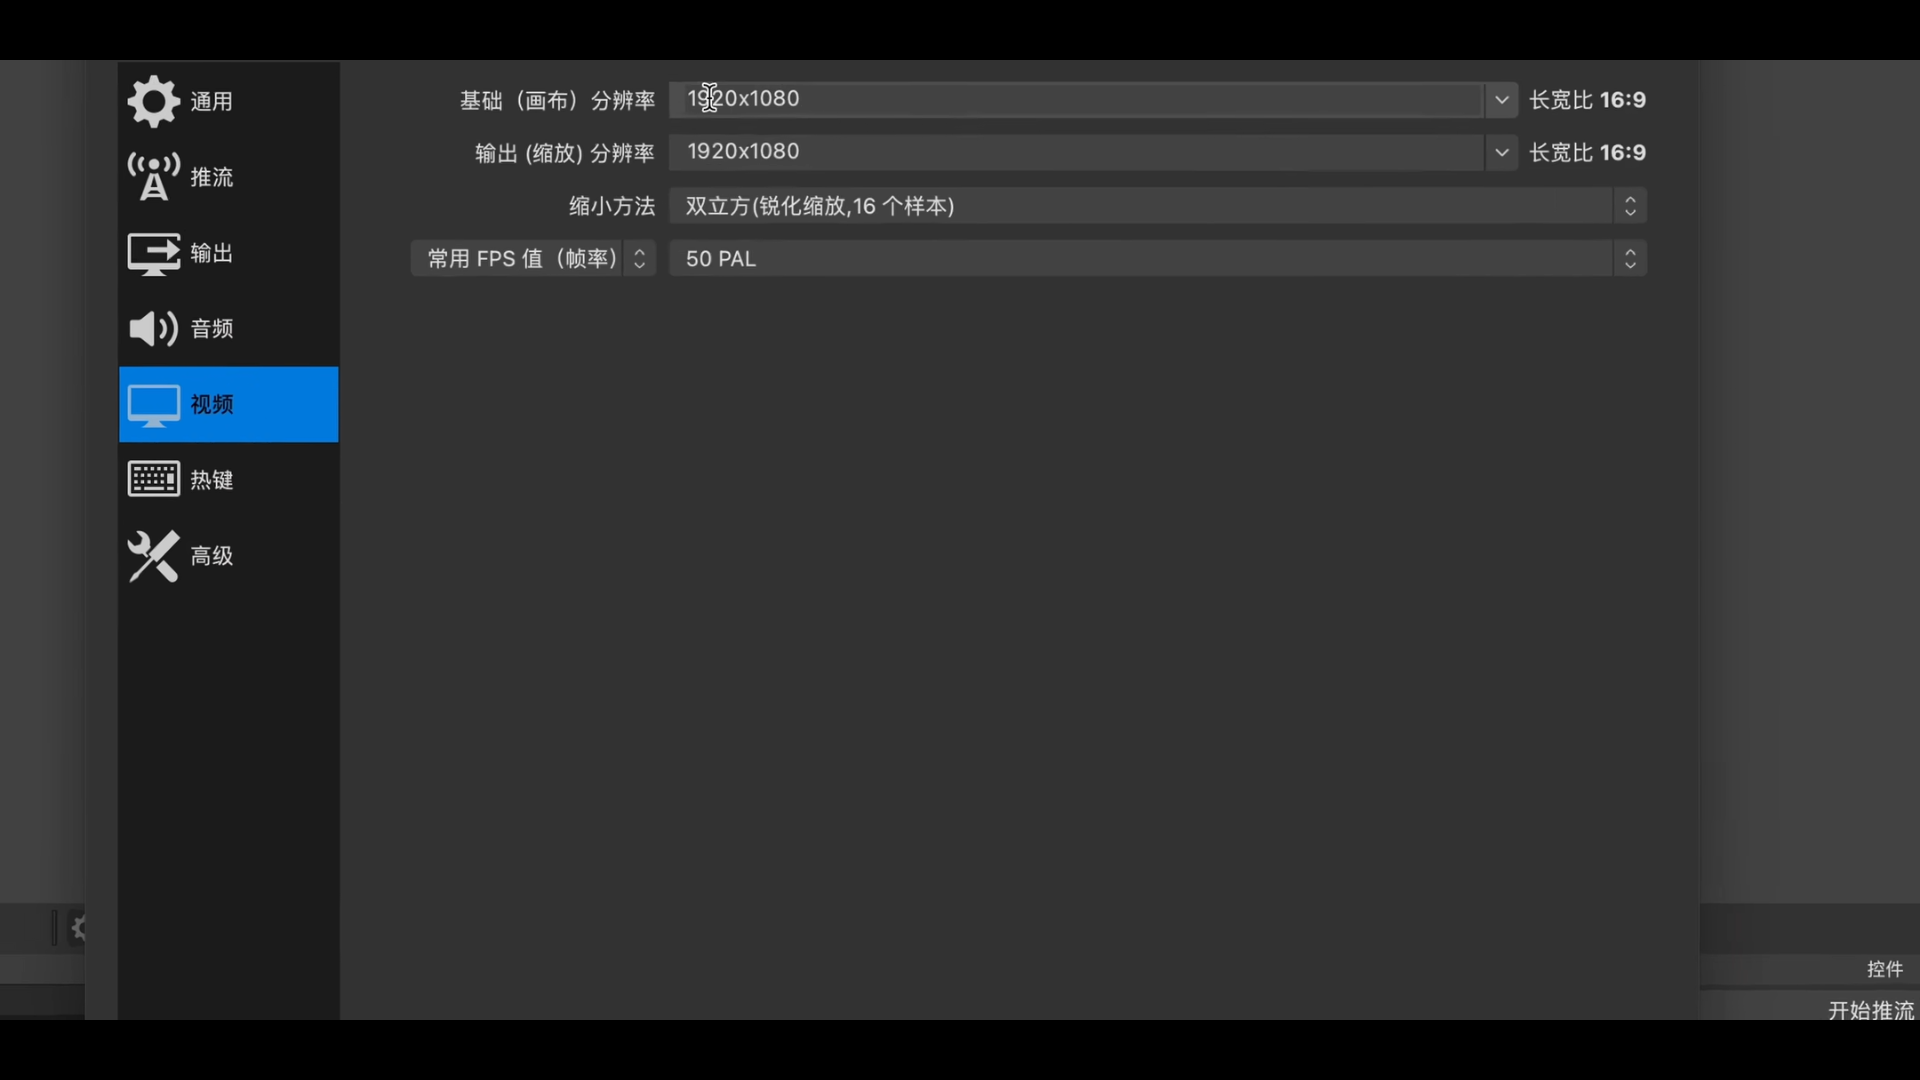 通用
推流
输出
音频
视频
热键
高级
基础（画布）分辨率 1920x1080 长宽比 16:9
输出 (缩放) 分辨率 1920x1080 长宽比 16:9
缩小方法 双立方(锐化缩放,16 个样本)
常用 FPS 值（帧率） 50 PAL
控件
开始推流